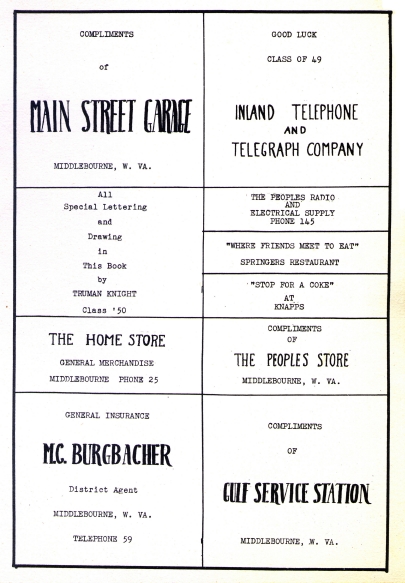 COMPLIMENTS
of
MAIN STREET GARAGE
MIDDLEBOURNE, W. VA.
GOOD LUCK
CLASS OF 49
INLAND TELEPHONE
AND
TELEGRAPH COMPANY
All
Special Lettering
and
Drawing
in
This Book
by
TRUMAN KNIGHT
Class '50
THE PEOPLES RADIO
AND
ELECTRICAL SUPPLY
PHONE 145
"WHERE FRIENDS MEET TO EAT"
SPRINGERS RESTAURANT
"STOP FOR A COKE"
AT
KNAPPS
THE HOME STORE
GENERAL MERCHANDISE
MIDDLEBOURNE PHONE 25
COMPLIMENTS
OF
THE PEOPLES STORE
MIDDLEBOURNE, W. VA.
GENERAL INSURANCE
M.C. BURGBACHER
District Agent
MIDDLEBOURNE, W. VA.
TELEPHONE 59
COMPLIMENTS
OF
GULF SERVICE STATION
MIDDLEBOURNE, W. VA.